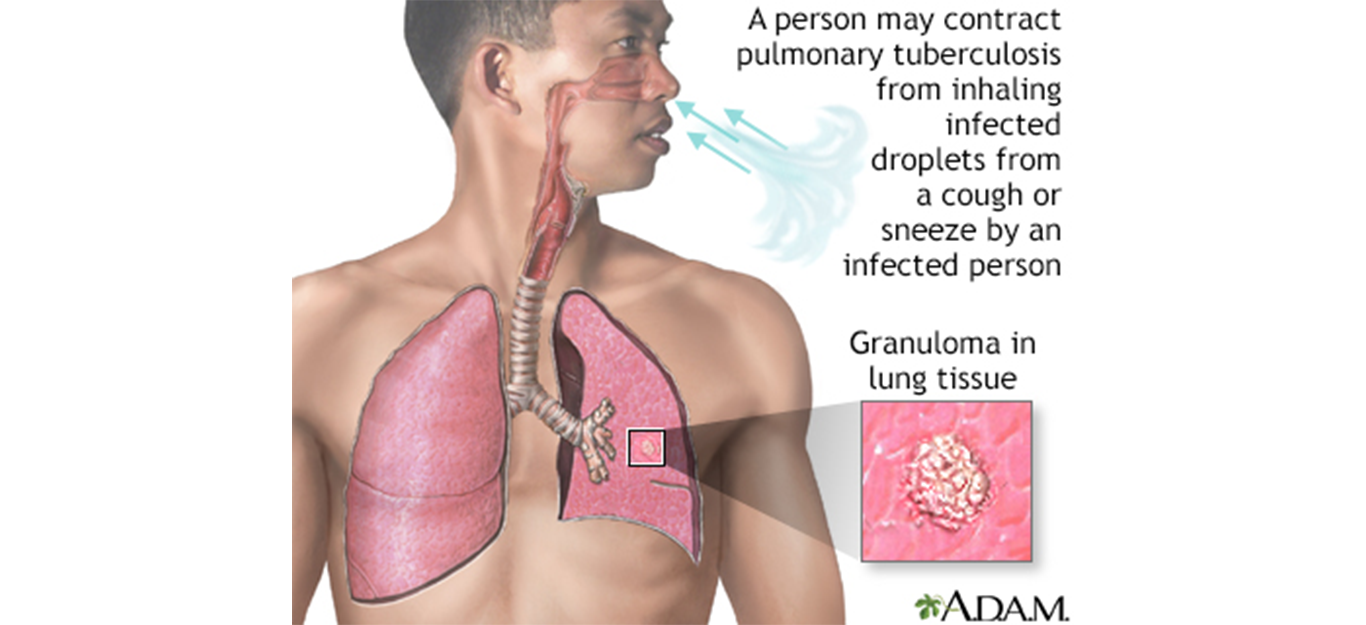 A person may contract
pulmonary tuberculosis
from inhaling
infected
droplets from
a cough or
sneeze by an
infected person
Granuloma in
lung tissue
A.D.A.M.